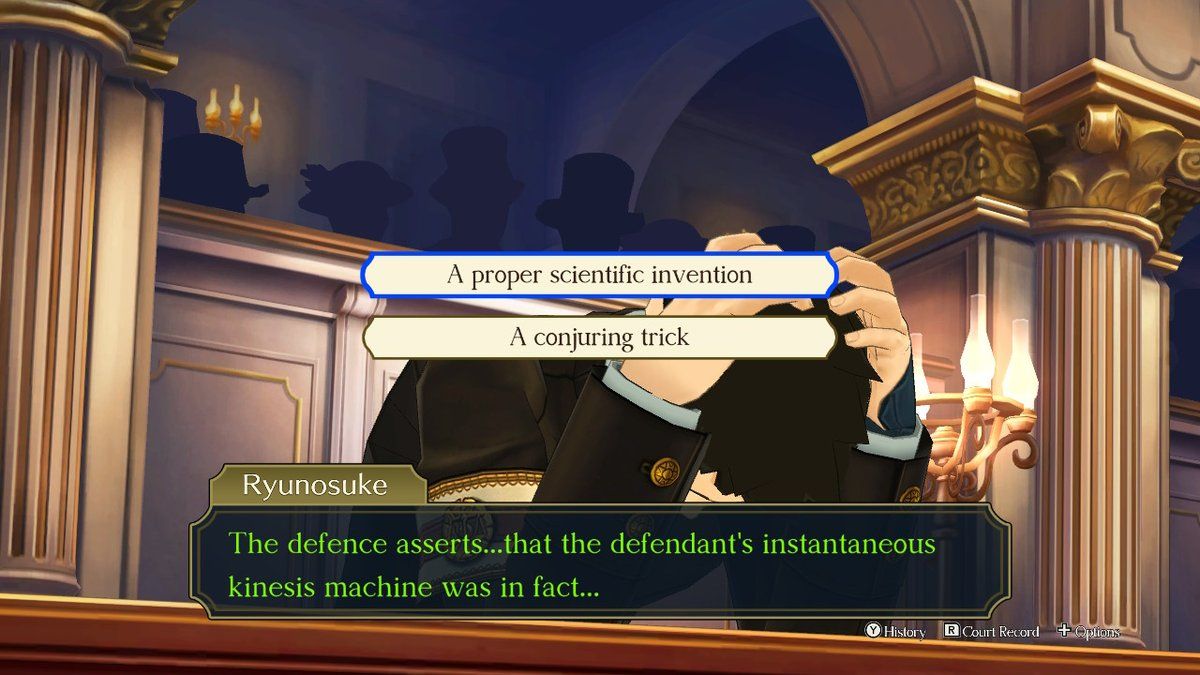 A proper scientific invention
A conjuring trick
Ryunosuke
The defence asserts...that the defendant's instantaneous
kinesis machine was in fact...
Y History R Court Record + Options